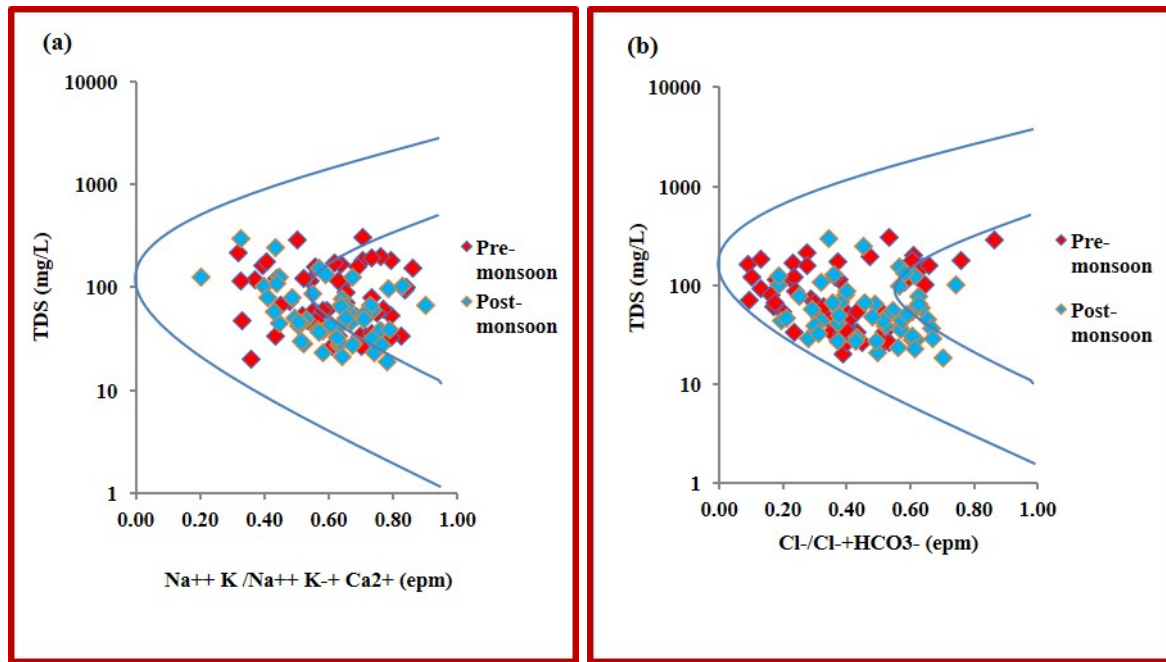 (a)
TDS (mg/L)
10000
1000
100
10
1
0.00 0.20 0.40 0.60 0.80 1.00
Na++ K /Na++ K-+ Ca2+ (epm)
Pre-
monsoon
Post-
monsoon
(b)
TDS (mg/L)
10000
1000
100
10
1
0.00 0.20 0.40 0.60 0.80 1.00
Cl-/Cl-+HCO3- (epm)
Pre-
monsoon
Post-
monsoon